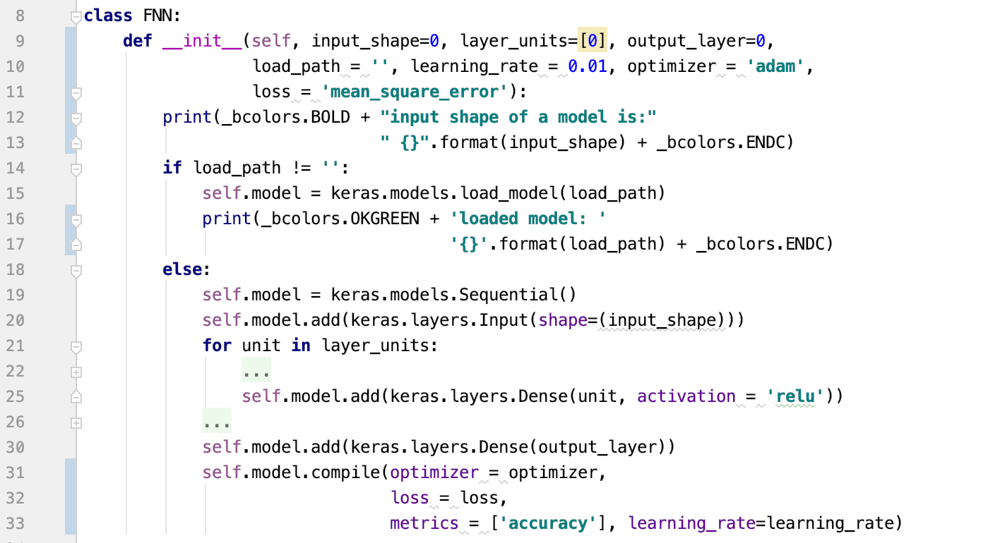 8 class FNN:
9 def __init__(self, input_shape=0, layer_units=[0], output_layer=0,
10 load_path = '', learning_rate = 0.01, optimizer = 'adam',
11 loss = 'mean_square_error'):
12 print(_bcolors.BOLD + "input shape of a model is:"
13 " {}".format(input_shape) + _bcolors.ENDC)
14 if load_path != '':
15 self.model = keras.models.load_model(load_path)
16 print(_bcolors.OKGREEN + 'loaded model: '
17 '{}'.format(load_path) + _bcolors.ENDC)
18 else:
19 self.model = keras.models.Sequential()
20 self.model.add(keras.layers.Input(shape=(input_shape)))
21 for unit in layer_units:
22 ...
25 self.model.add(keras.layers.Dense(unit, activation = 'relu'))
26 ...
30 self.model.add(keras.layers.Dense(output_layer))
31 self.model.compile(optimizer = optimizer,
32 loss = loss,
33 metrics = ['accuracy'], learning_rate=learning_rate)